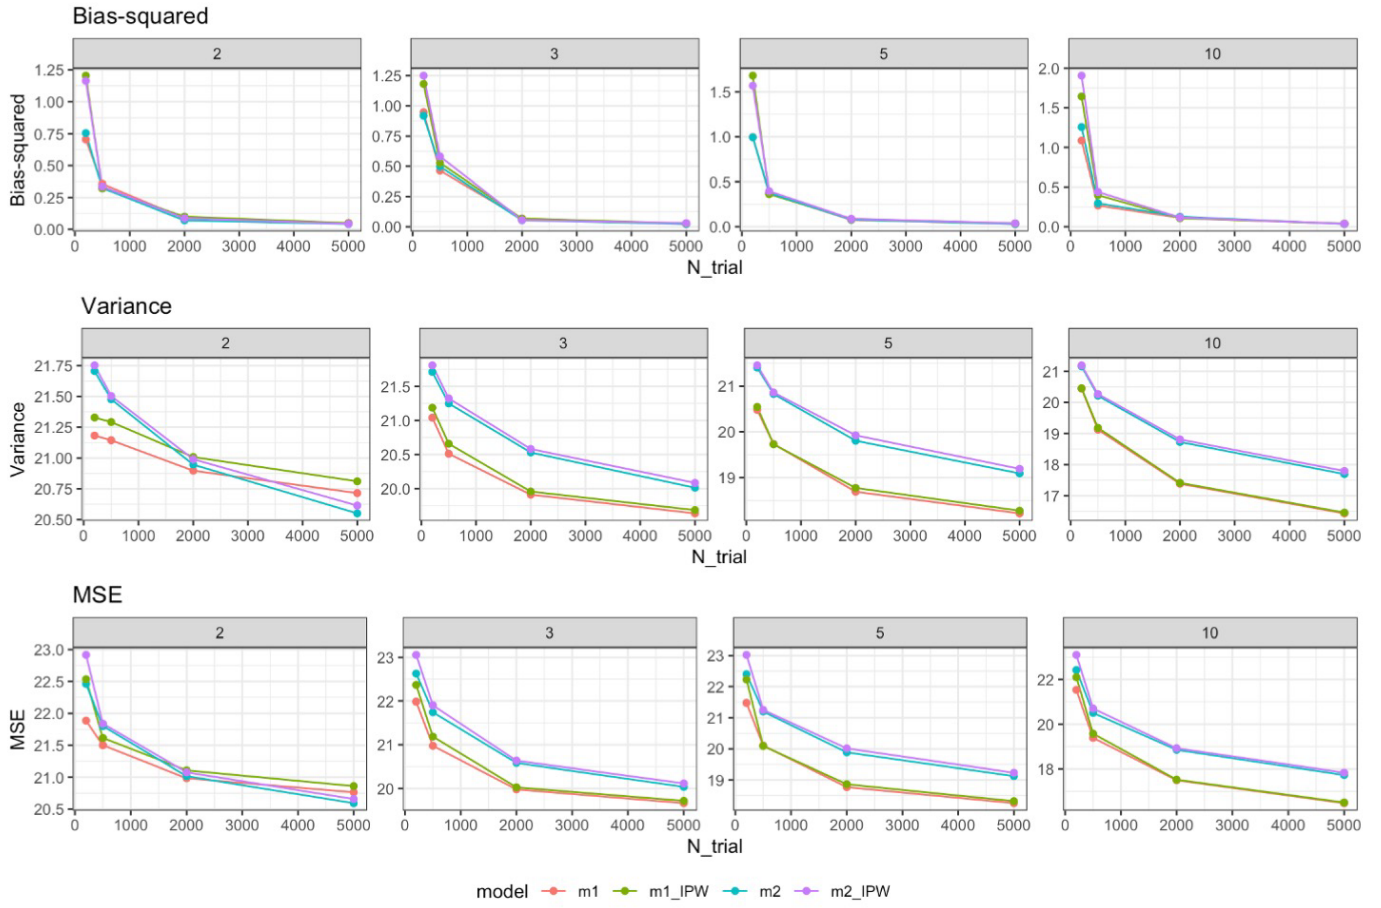 Bias-squared
2 3 5 10
Bias-squared
1.25 1.00 0.75 0.50 0.25 0.00
1.25 1.00 0.75 0.50 0.25 0.00
1.5 1.0 0.5 0.0
2.0 1.5 1.0 0.5 0.0
0 1000 2000 3000 4000 5000 0 1000 2000 3000 4000 5000 0 1000 2000 3000 4000 5000 0 1000 2000 3000 4000 5000
N_trial
Variance
2 3 5 10
Variance
21.75 21.50 21.25 21.00 20.75 20.50
21.5 21.0 20.5 20.0
21 20 19
21 20 19 18 17
0 1000 2000 3000 4000 5000 0 1000 2000 3000 4000 5000 0 1000 2000 3000 4000 5000 0 1000 2000 3000 4000 5000
N_trial
MSE
2 3 5 10
MSE
23.0 22.5 22.0 21.5 21.0 20.5
23 22 21 20
23 22 21 20 19
22 20 18
0 1000 2000 3000 4000 5000 0 1000 2000 3000 4000 5000 0 1000 2000 3000 4000 5000 0 1000 2000 3000 4000 5000
N_trial
model m1 m1_IPW m2 m2_IPW